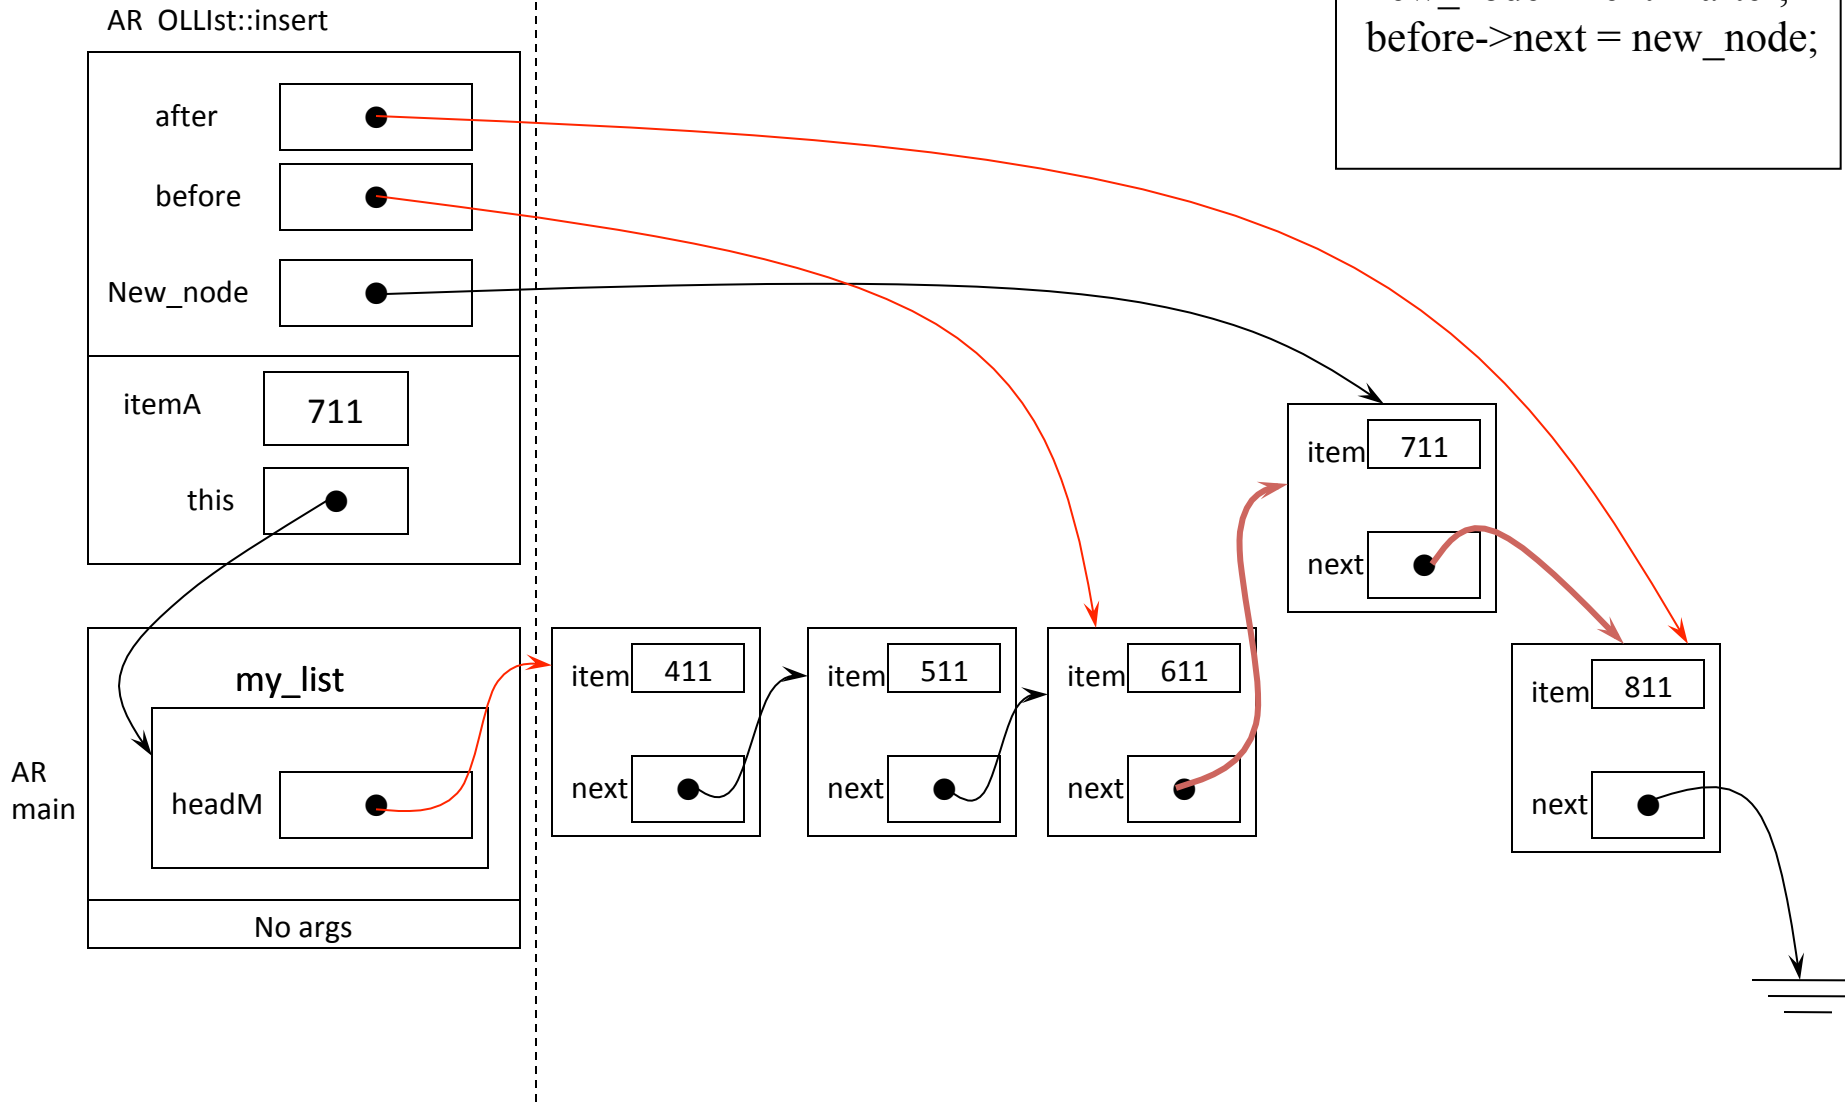 AR OLLIst::insert
before->next = new_node;
after
before
New_node
itemA
711
this
item
711
next
my_list
item
411
item
511
item
611
item
811
AR
main
headM
next
next
next
next
No args